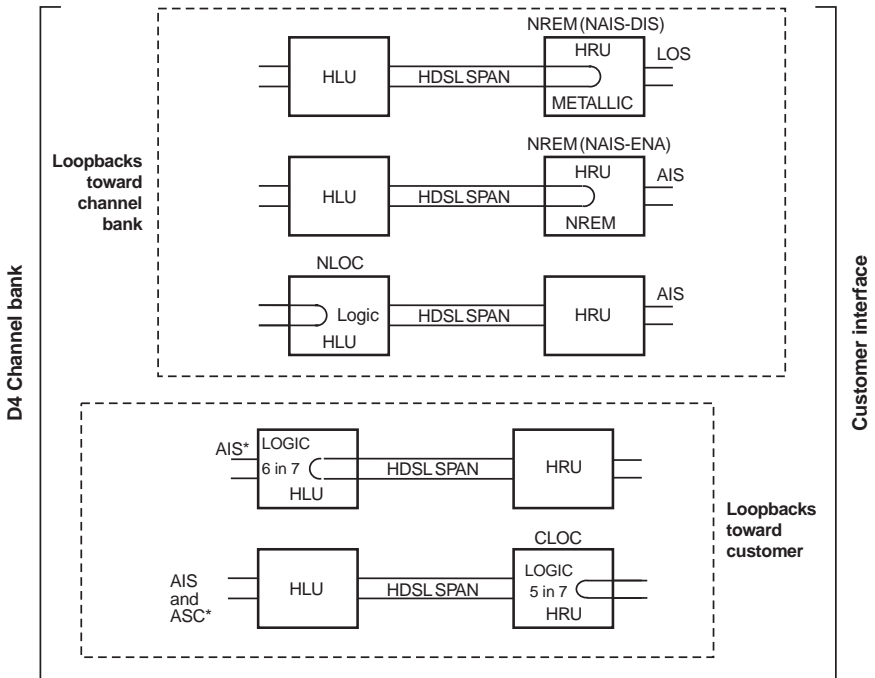 NREM (NAIS-DIS)
HRU
LOS
HLU
HDSL SPAN
METALLIC
NREM (NAIS-ENA)
HRU
AIS
Loopbacks
toward
channel
bank
HLU
HDSL SPAN
NREM
NLOC
AIS
Logic
HDSL SPAN
HRU
HLU
D4 Channel bank
Customer interface
AIS*
LOGIC
6 in 7
HDSL SPAN
HRU
HLU
Loopbacks
toward
customer
CLOC
AIS
and
ASC*
HLU
HDSL SPAN
LOGIC
5 in 7
HRU